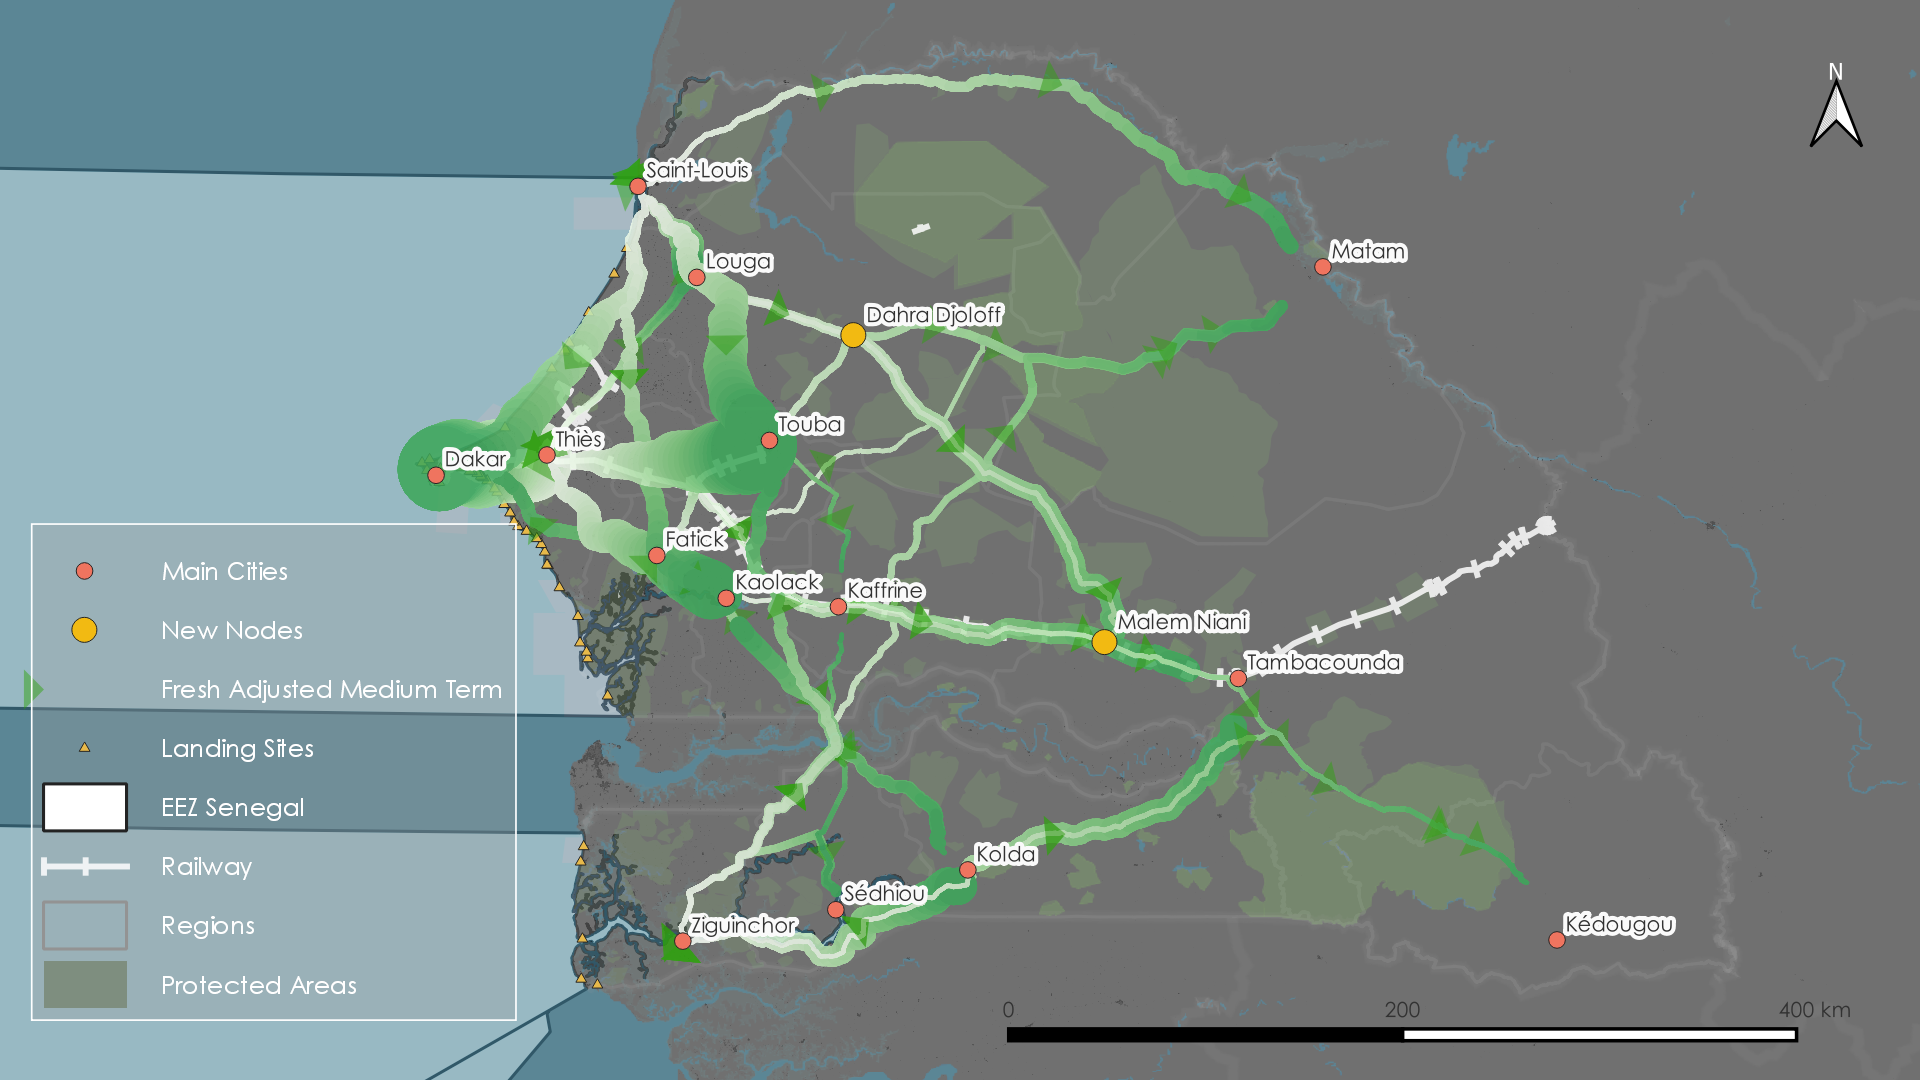 N
Saint-Louis
Matam
Louga
Dahra Djoloff
Touba
Thiès
Dakar
Fatick
Kaolack
Kaffrine
Malem Niani
Tambacounda
Kolda
Sédhiou
Ziguinchor
Kédougou
Main Cities
New Nodes
Fresh Adjusted Medium Term
Landing Sites
EEZ Senegal
Railway
Regions
Protected Areas
0 200 400 km